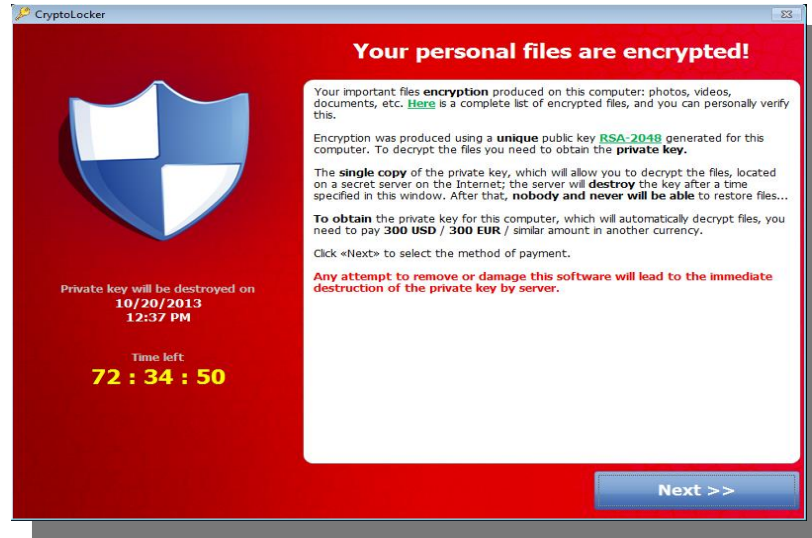 CryptoLocker
Your personal files are encrypted!
Your important files encryption produced on this computer: photos, videos,
documents, etc. Here is a complete list of encrypted files, and you can personally verify
this.
Encryption was produced using a unique public key RSA-2048 generated for this
computer. To decrypt the files you need to obtain the private key.
The single copy of the private key, which will allow you to decrypt the files, located
on a secret server on the Internet; the server will destroy the key after a time
specified in this window. After that, nobody and never will be able to restore files...
To obtain the private key for this computer, which will automatically decrypt files, you
need to pay 300 USD / 300 EUR / similar amount in another currency.
Click «Next» to select the method of payment.
Any attempt to remove or damage this software will lead to the immediate
destruction of the private key by server.
Private key will be destroyed on
10/20/2013
12:37 PM
Time left
72 : 34 : 50
Next >>